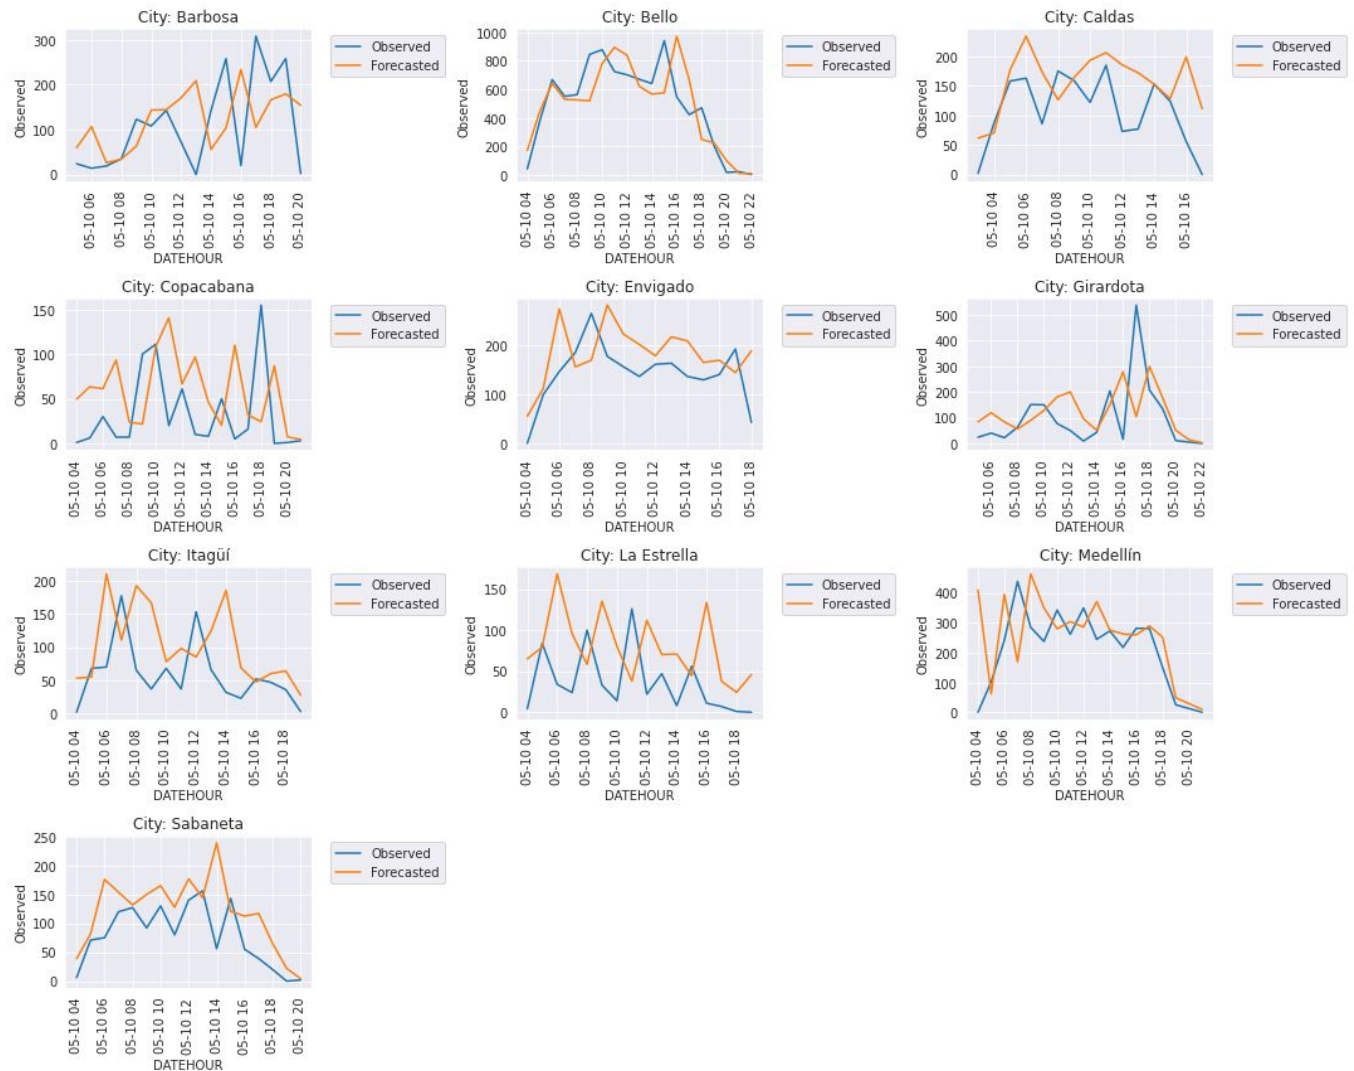 City: Barbosa
Observed
Forecasted
300
200
100
0
Observed
05-10 06
05-10 08
05-10 10
05-10 12
05-10 14
05-10 16
05-10 18
05-10 20
DATEHOUR
City: Bello
Observed
Forecasted
1000
800
600
400
200
0
Observed
05-10 04
05-10 06
05-10 08
05-10 10
05-10 12
05-10 14
05-10 16
05-10 18
05-10 20
05-10 22
DATEHOUR
City: Caldas
Observed
Forecasted
200
150
100
50
0
Observed
05-10 04
05-10 06
05-10 08
05-10 10
05-10 12
05-10 14
05-10 16
DATEHOUR
City: Copacabana
Observed
Forecasted
150
100
50
0
Observed
05-10 04
05-10 06
05-10 08
05-10 10
05-10 12
05-10 14
05-10 16
05-10 18
05-10 20
DATEHOUR
City: Envigado
Observed
Forecasted
200
100
0
Observed
05-10 04
05-10 06
05-10 08
05-10 10
05-10 12
05-10 14
05-10 16
05-10 18
DATEHOUR
City: Girardota
Observed
Forecasted
500
400
300
200
100
0
Observed
05-10 06
05-10 08
05-10 10
05-10 12
05-10 14
05-10 16
05-10 18
05-10 20
05-10 22
DATEHOUR
City: Itagüí
Observed
Forecasted
200
150
100
50
0
Observed
05-10 04
05-10 06
05-10 08
05-10 10
05-10 12
05-10 14
05-10 16
05-10 18
DATEHOUR
City: La Estrella
Observed
Forecasted
150
100
50
0
Observed
05-10 04
05-10 06
05-10 08
05-10 10
05-10 12
05-10 14
05-10 16
05-10 18
DATEHOUR
City: Medellín
Observed
Forecasted
400
300
200
100
0
Observed
05-10 04
05-10 06
05-10 08
05-10 10
05-10 12
05-10 14
05-10 16
05-10 18
05-10 20
DATEHOUR
City: Sabaneta
Observed
Forecasted
250
200
150
100
50
0
Observed
05-10 04
05-10 06
05-10 08
05-10 10
05-10 12
05-10 14
05-10 16
05-10 18
05-10 20
DATEHOUR